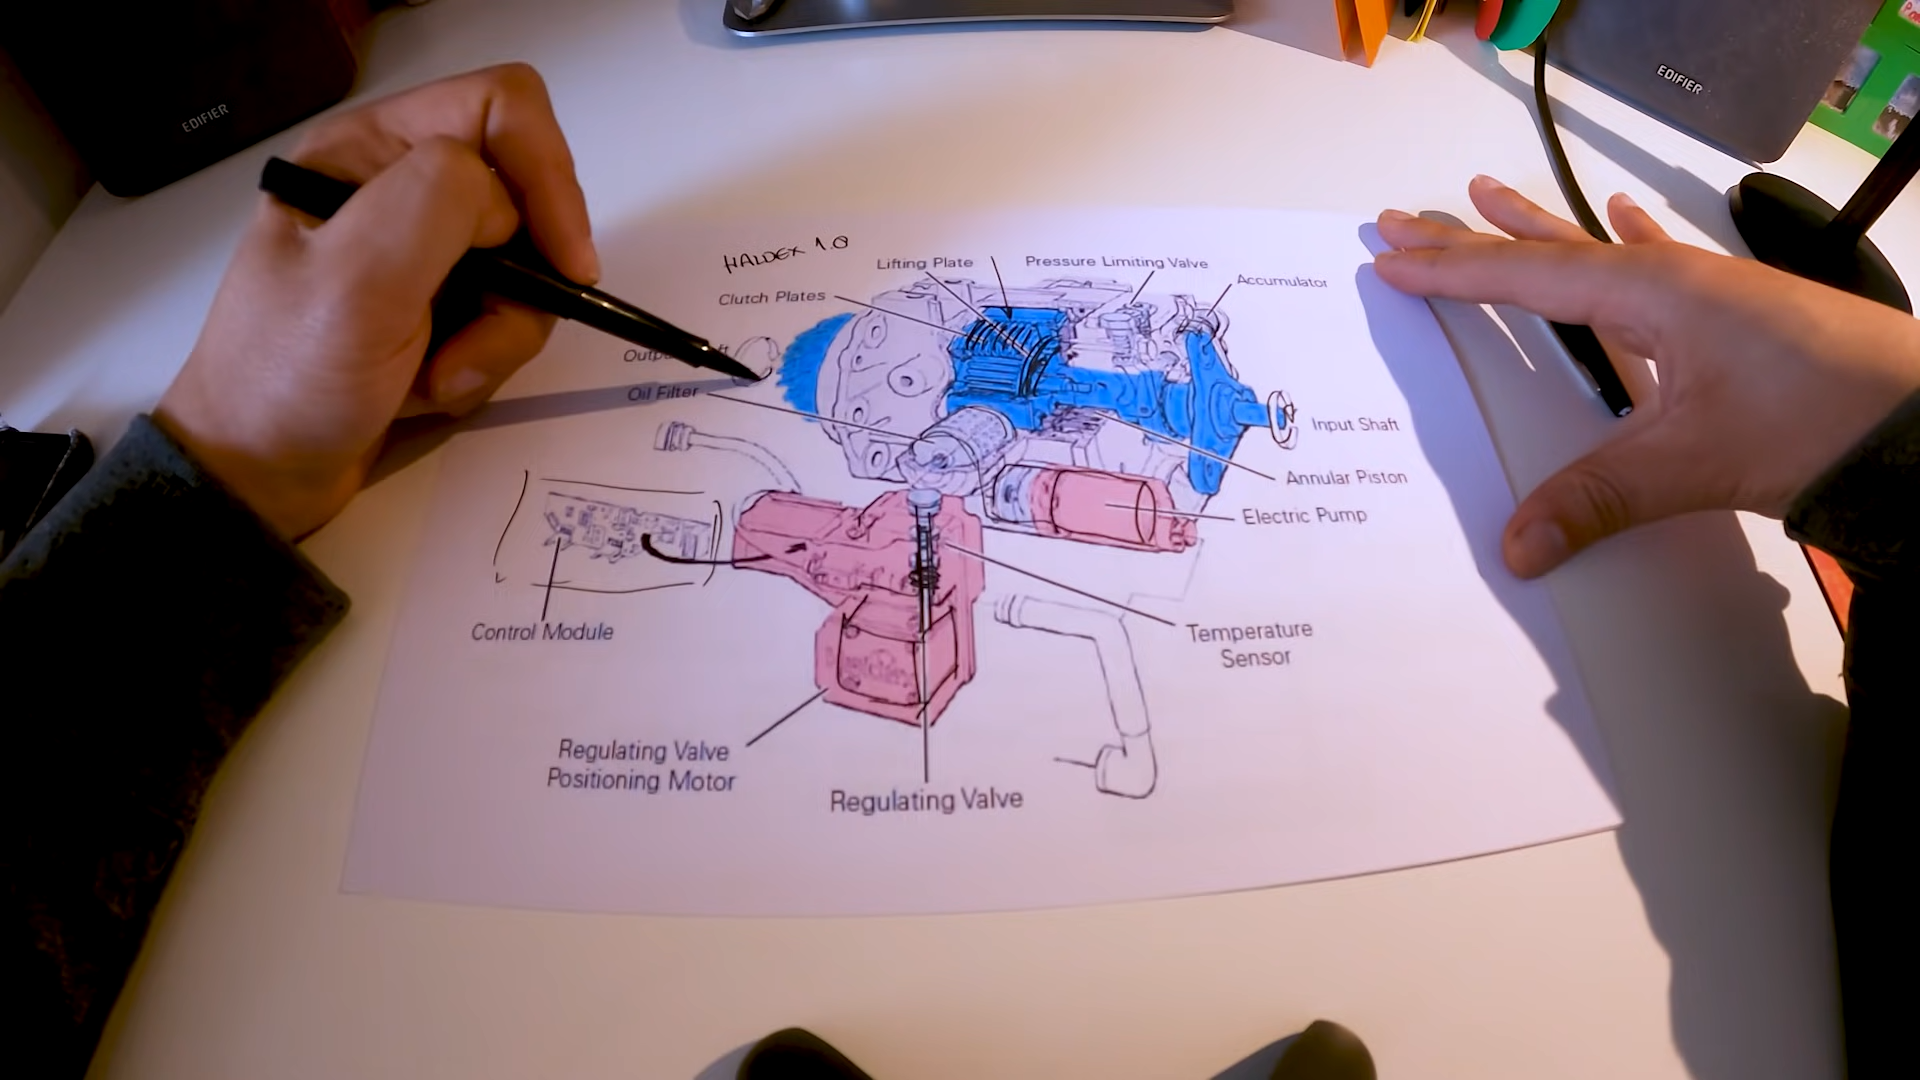 EDIFIER
EDIFIER
HALDEX 1.0
Lifting Plate
Pressure Limiting Valve
Accumulator
Clutch Plates
Oil Filter
Input Shaft
Annular Piston
Electric Pump
Control Module
Temperature
Sensor
Regulating Valve
Positioning Motor
Regulating Valve